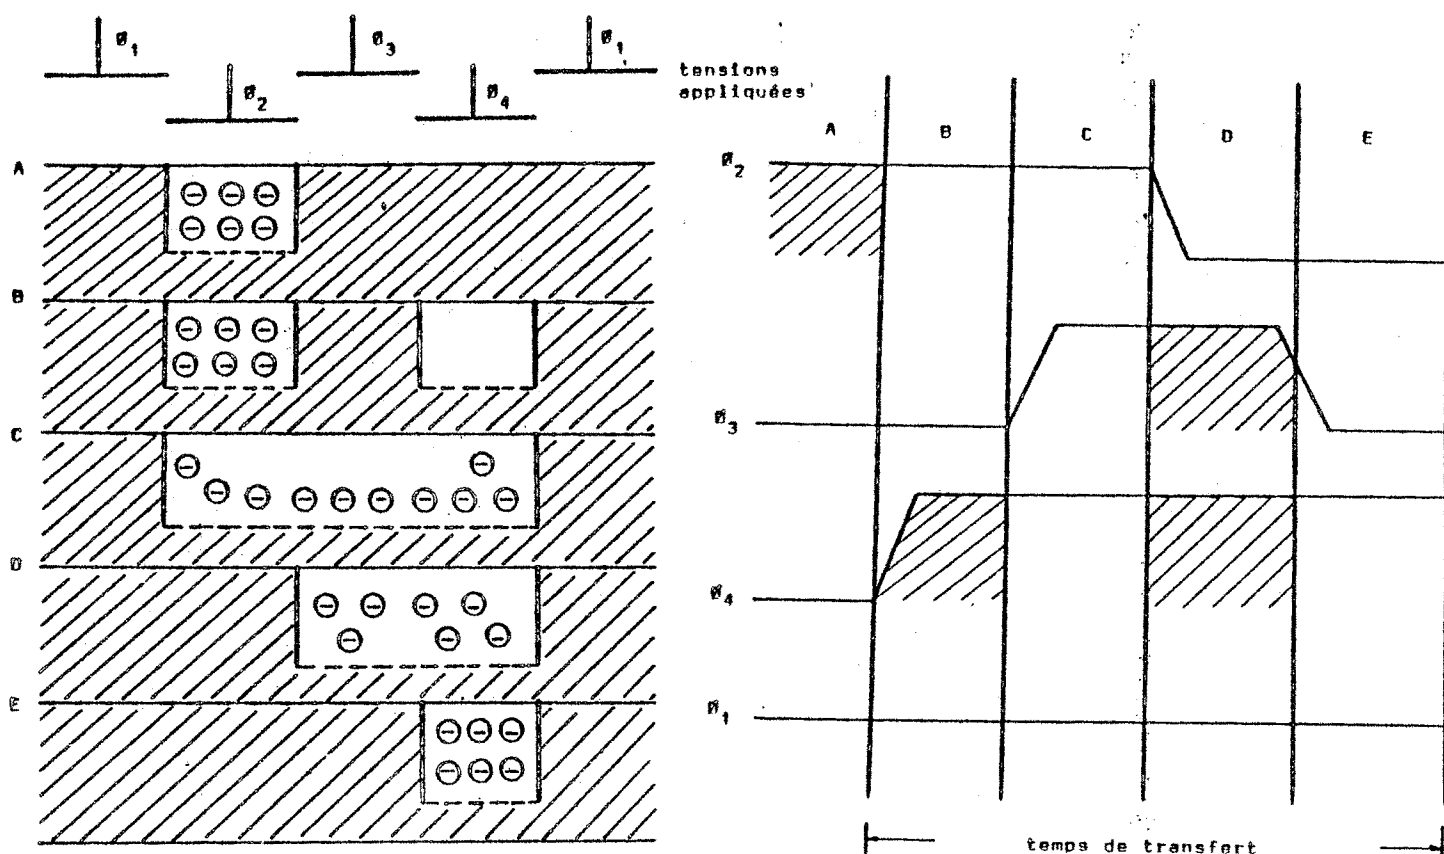 Ø1
Ø3
Ø1
Ø2
Ø4
tensions
appliquées
A
B
C
D
E
A
B
C
D
E
Ø2
Ø3
Ø4
Ø1
temps de transfert